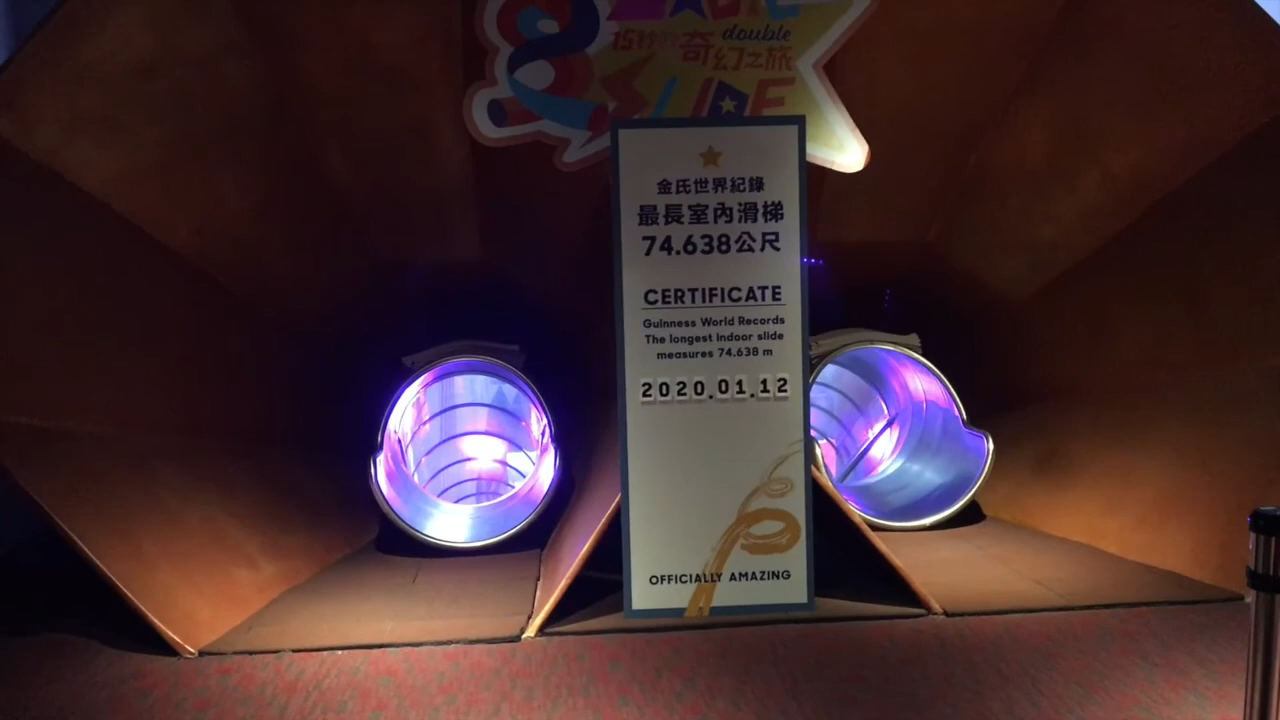 double
15秒的奇幻之旅
SLIDE
金氏世界紀錄
最長室內滑梯
74.638公尺
CERTIFICATE
Guinness World Records
The longest indoor slide
measures 74.638 m
2020.01.12
OFFICIALLY AMAZING